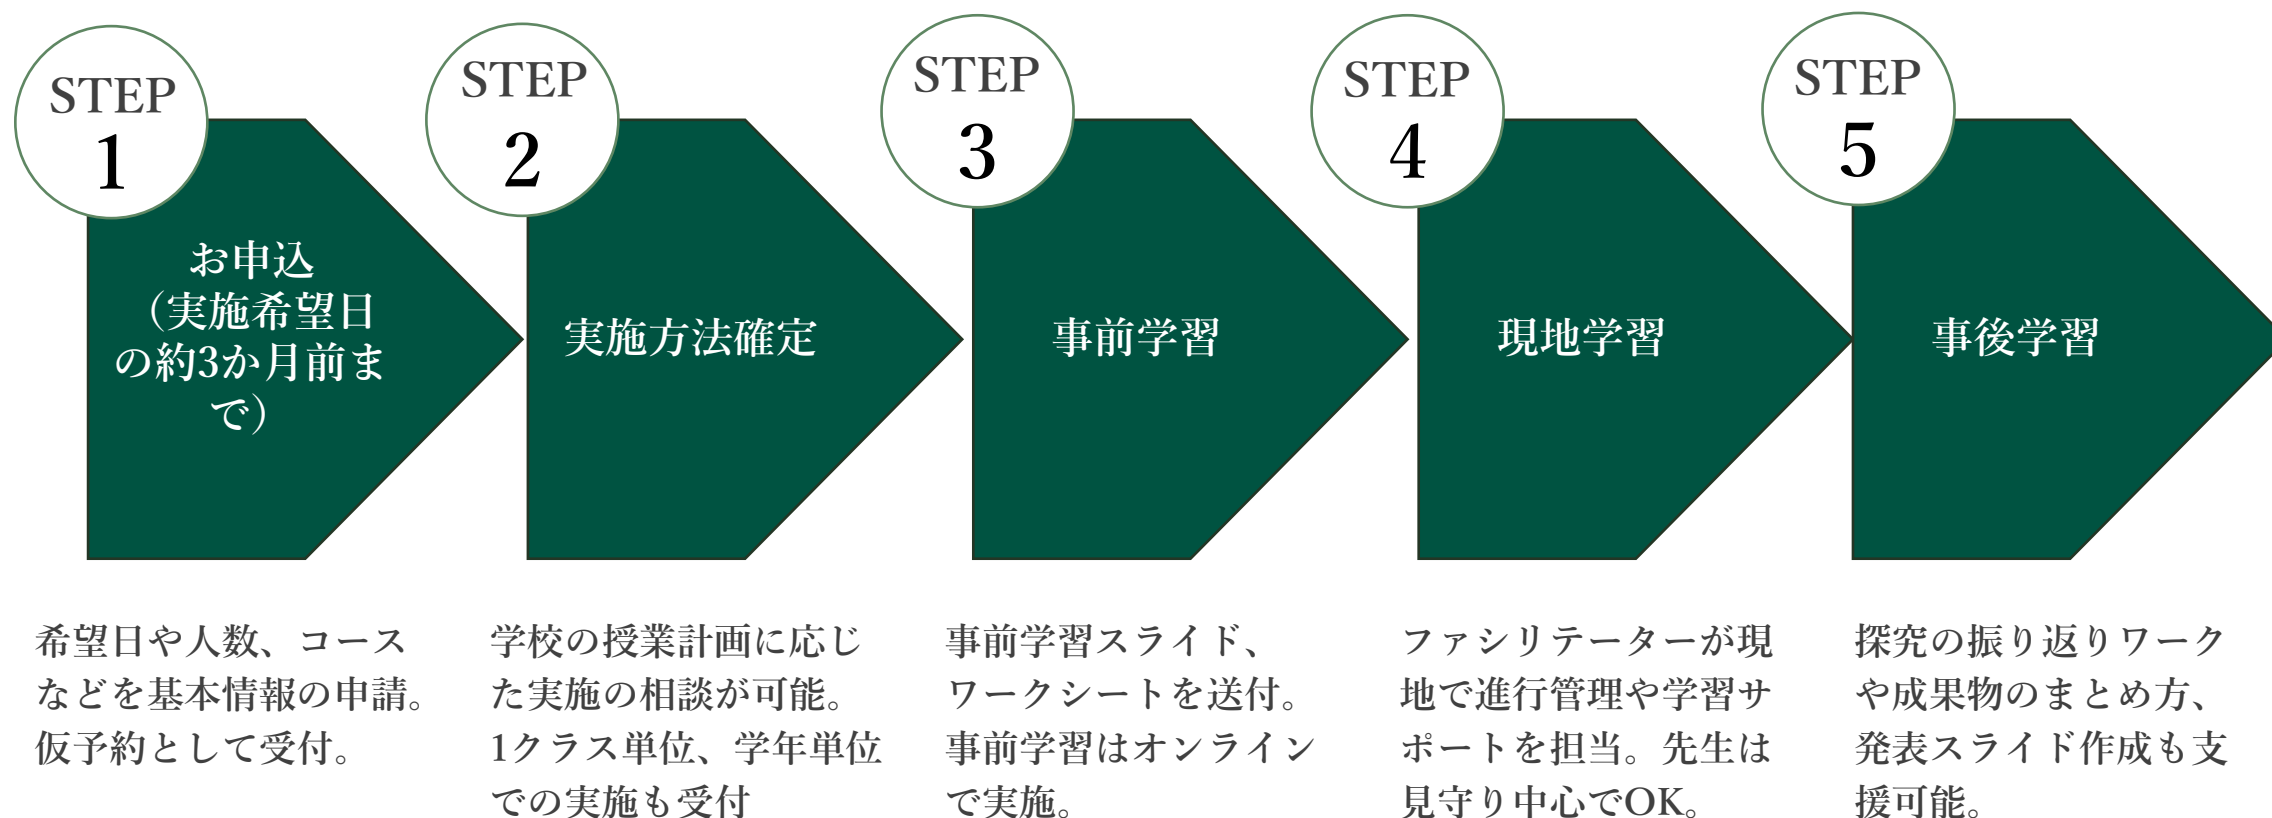 STEP
1
お申込
（実施希望日
の約3か月前ま
で）
希望日や人数、コース
などを基本情報の申請。
仮予約として受付。
STEP
2
実施方法確定
学校の授業計画に応じ
た実施の相談が可能。
1クラス単位、学年単位
での実施も受付
STEP
3
事前学習
事前学習スライド、
ワークシートを送付。
事前学習はオンライン
で実施。
STEP
4
現地学習
ファシリテーターが現
地で進行管理や学習サ
ポートを担当。先生は
見守り中心でOK。
STEP
5
事後学習
探究の振り返りワーク
や成果物のまとめ方、
発表スライド作成も支
援可能。